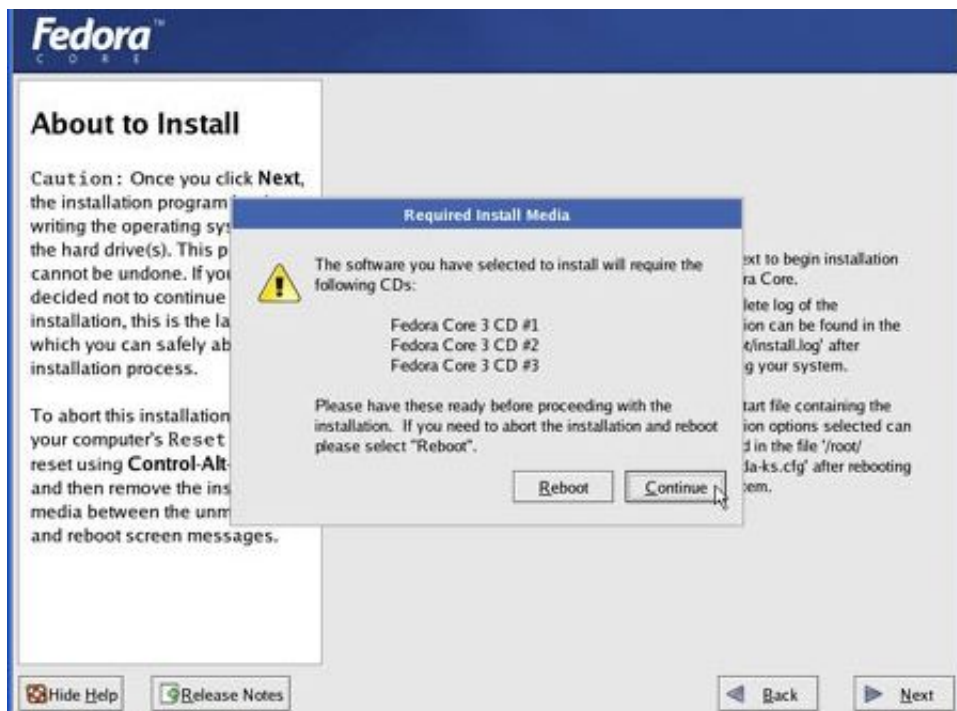 Fedora™
CORE
About to Install
Caution: Once you click Next,
the installation program
writing the operating sys
the hard drive(s). This p
cannot be undone. If you
decided not to continue
installation, this is the la
which you can safely ab
installation process.
To abort this installation
your computer's Reset
reset using Control-Alt-
and then remove the ins
media between the unm
and reboot screen messages.
Required Install Media
The software you have selected to install will require the
following CDs:
Fedora Core 3 CD #1
Fedora Core 3 CD #2
Fedora Core 3 CD #3
Please have these ready before proceeding with the
installation. If you need to abort the installation and reboot
please select "Reboot".
Reboot
Continue
ext to begin installation
ra Core.
lete log of the
ion can be found in the
t/install.log' after
g your system.
tart file containing the
ion options selected can
d in the file '/root/
da-ks.cfg' after rebooting
tem.
Hide Help
Release Notes
Back
Next